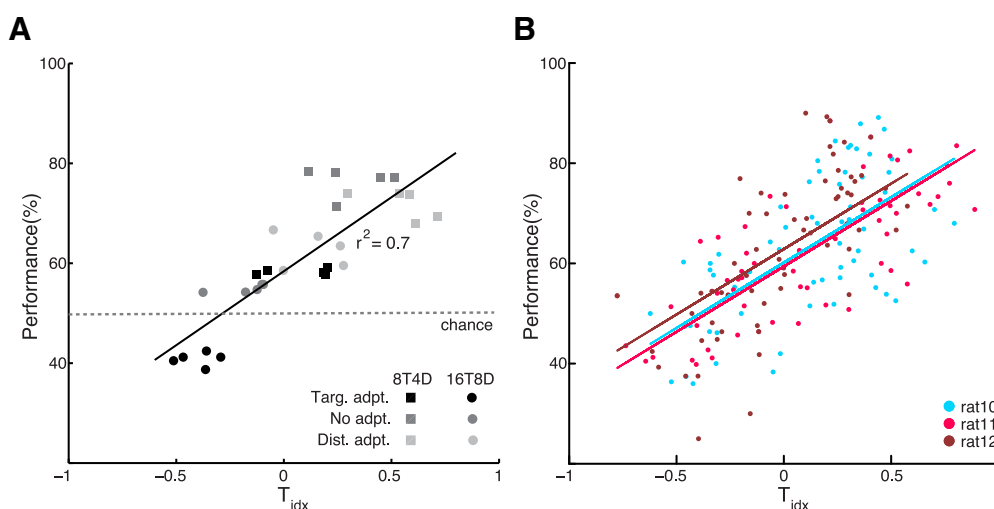 A
100
80
60
40
−1
−0.5
0
0.5
1
Performance(%)
T idx
r² = 0.7
chance
8T4D 16T8D
Targ. adpt.
No adpt.
Dist. adpt.
B
100
80
60
40
−1
−0.5
0
0.5
Performance(%)
T idx
rat10
rat11
rat12